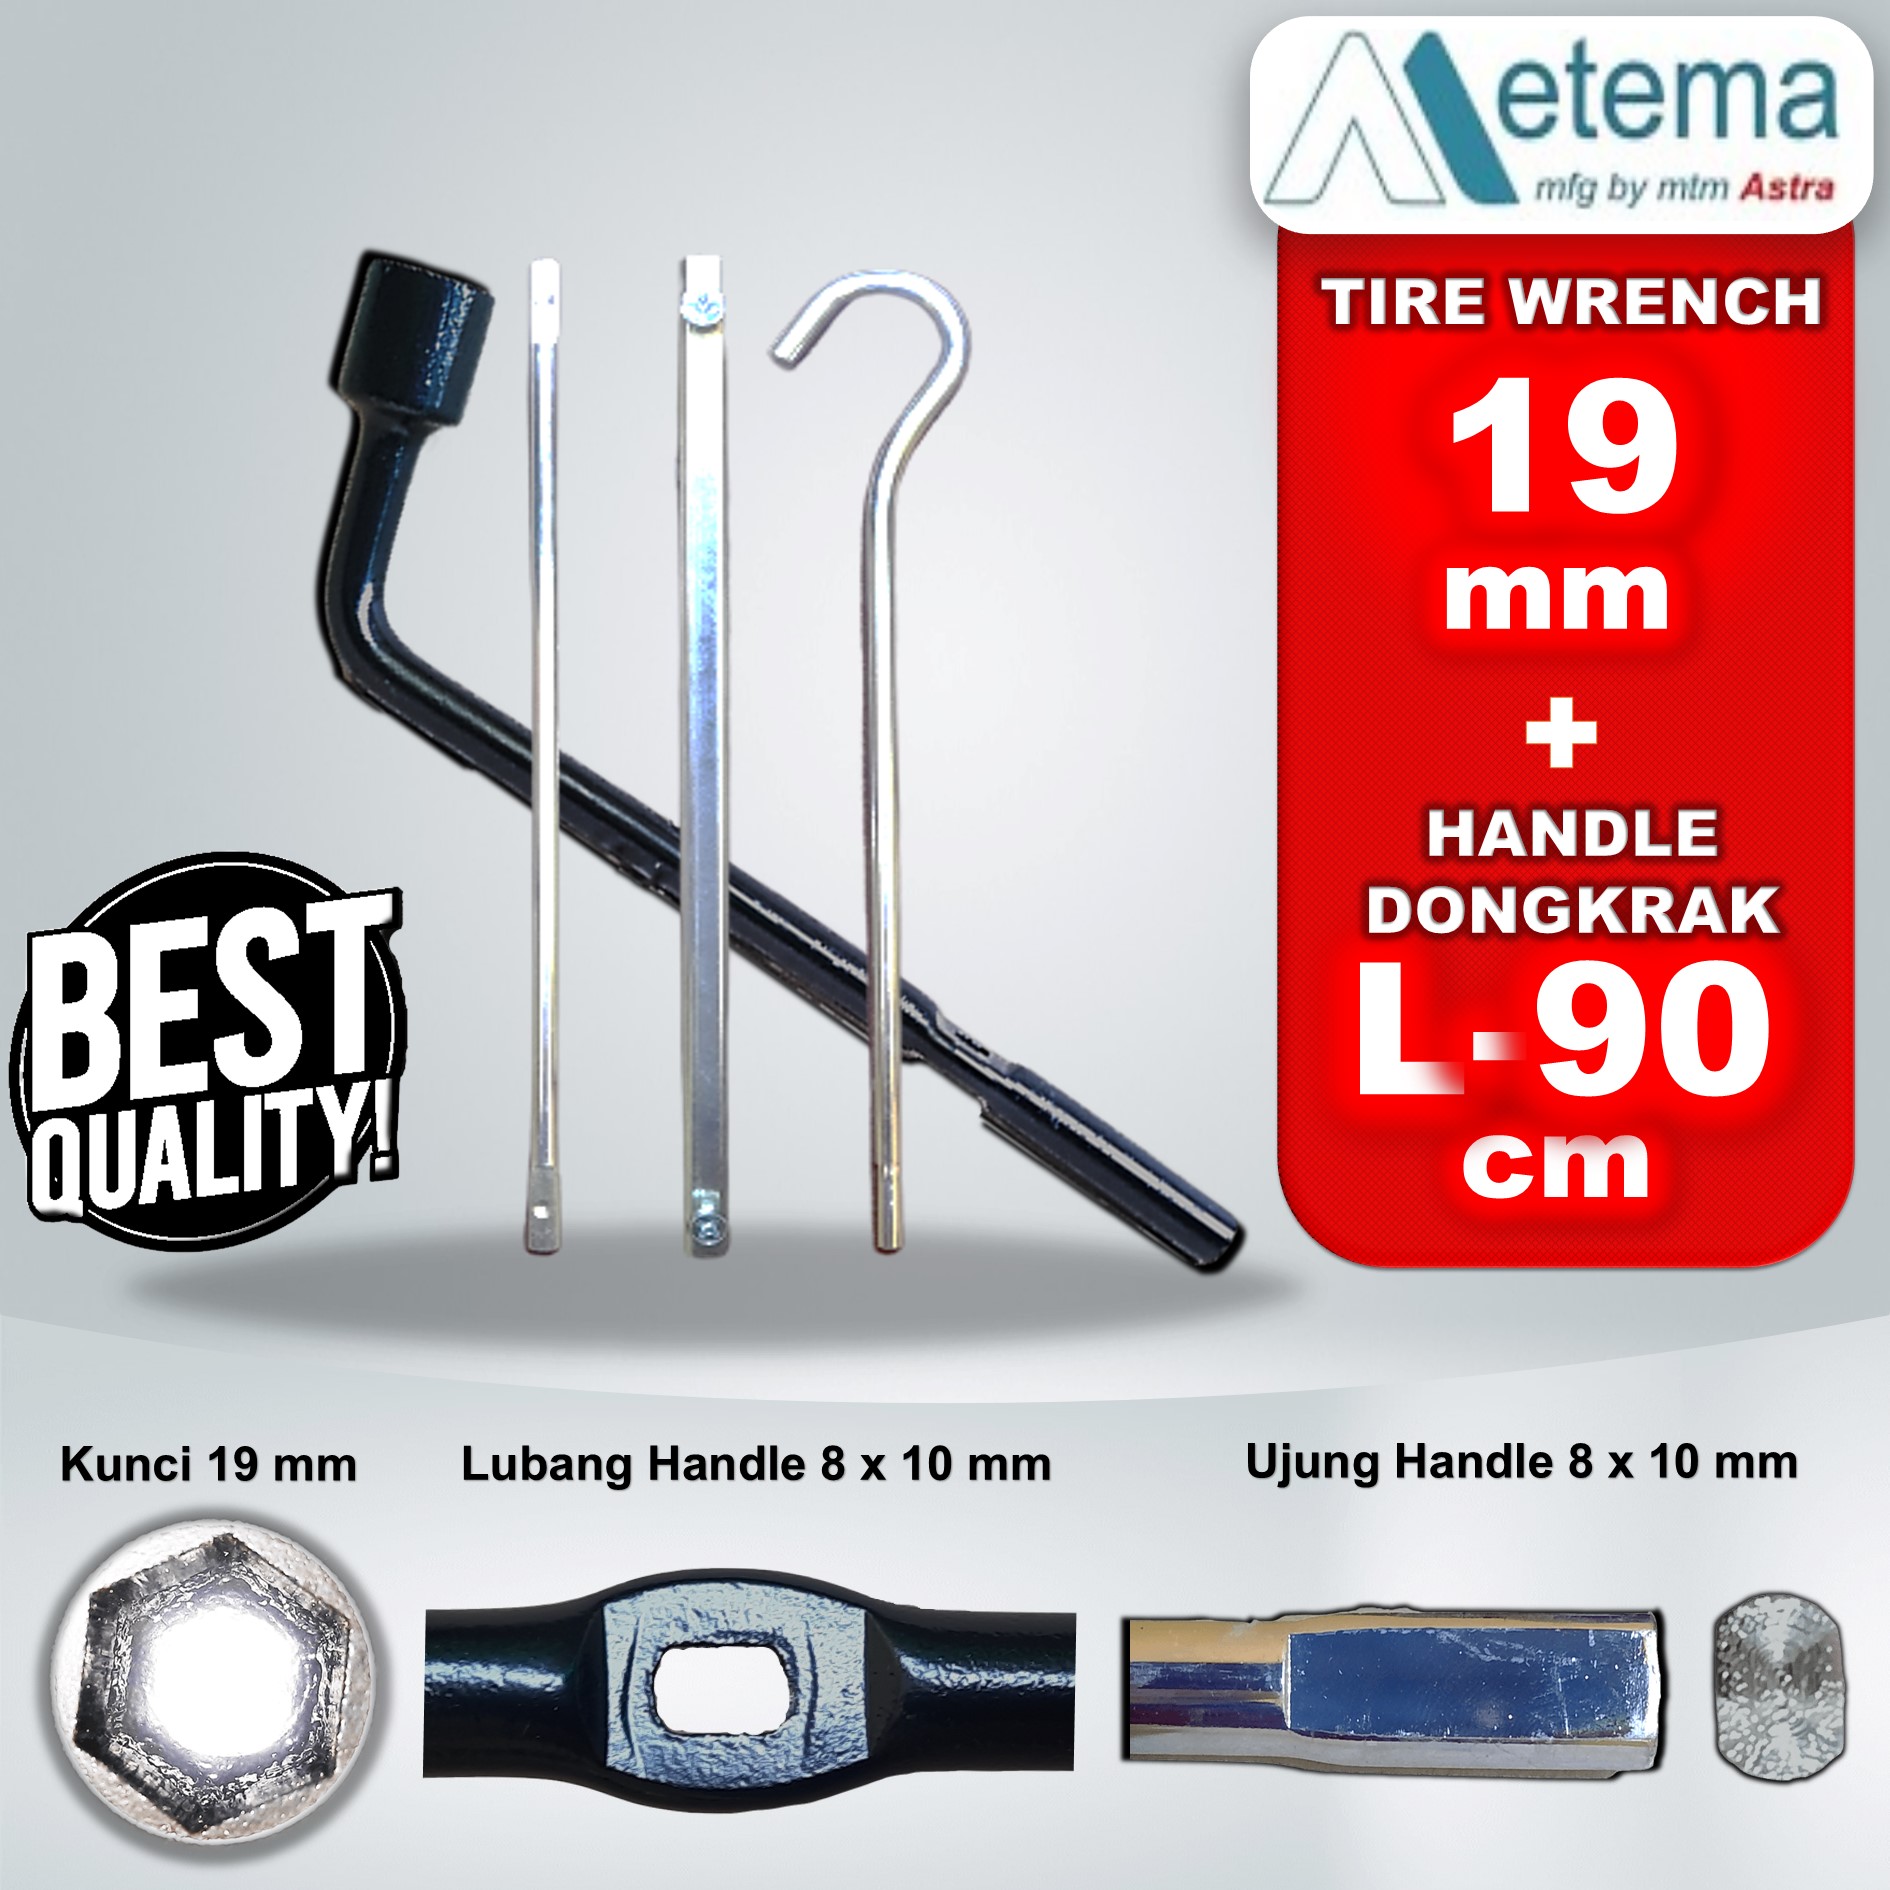 Metema
mfg by mtm Astra
TIRE WRENCH
19
mm
+
HANDLE
DONGKRAK
L-90
cm
BEST
QUALITY!
Kunci 19 mm
Lubang Handle 8 x 10 mm
Ujung Handle 8 x 10 mm